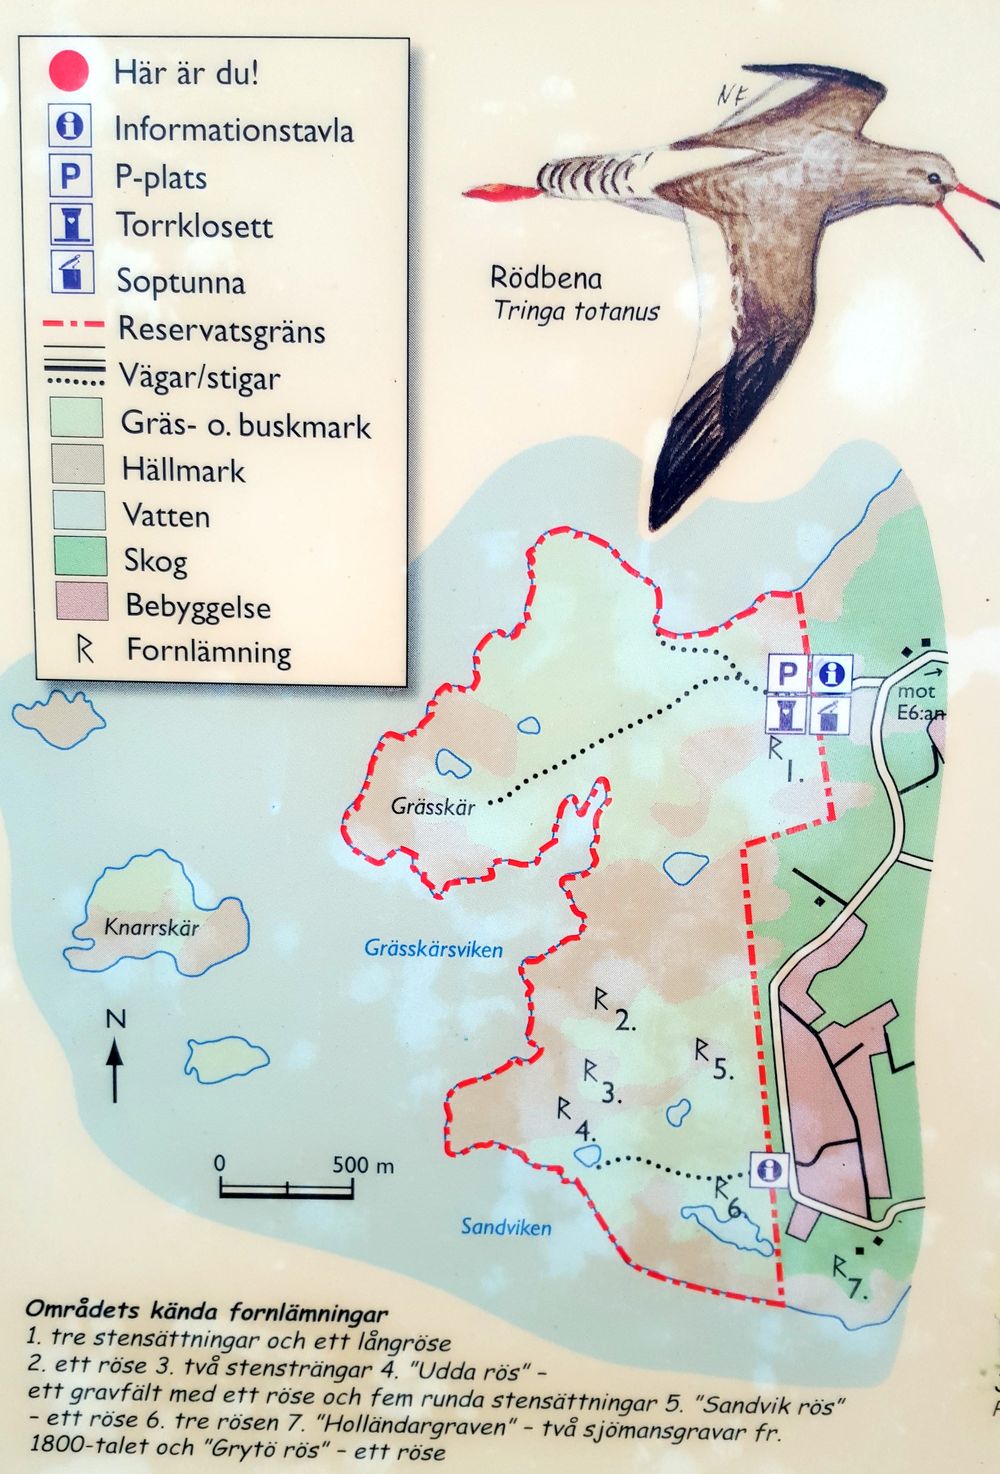 Här är du!
Informationstavla
P P-plats
Torrklosett
Soptunna
Reservatsgräns
Vägar/stigar
Gräs- o. buskmark
Hällmark
Vatten
Skog
Bebyggelse
R Fornlämning
NF
Rödbena
Tringa totanus
P
mot
E6:an
R 1.
Grässkär
Knarrskär
Grässkärsviken
R 2.
R 3.
R 4.
R 5.
N
0 500 m
R 6.
Sandviken
R 7.
Områdets kända fornlämningar
1. tre stensättningar och ett långröse
2. ett röse 3. två stensträngar 4. "Udda rös" -
ett gravfält med ett röse och fem runda stensättningar 5. "Sandvik rös"
- ett röse 6. tre rösen 7. "Holländargraven" - två sjömansgravar fr.
1800-talet och "Grytö rös" - ett röse